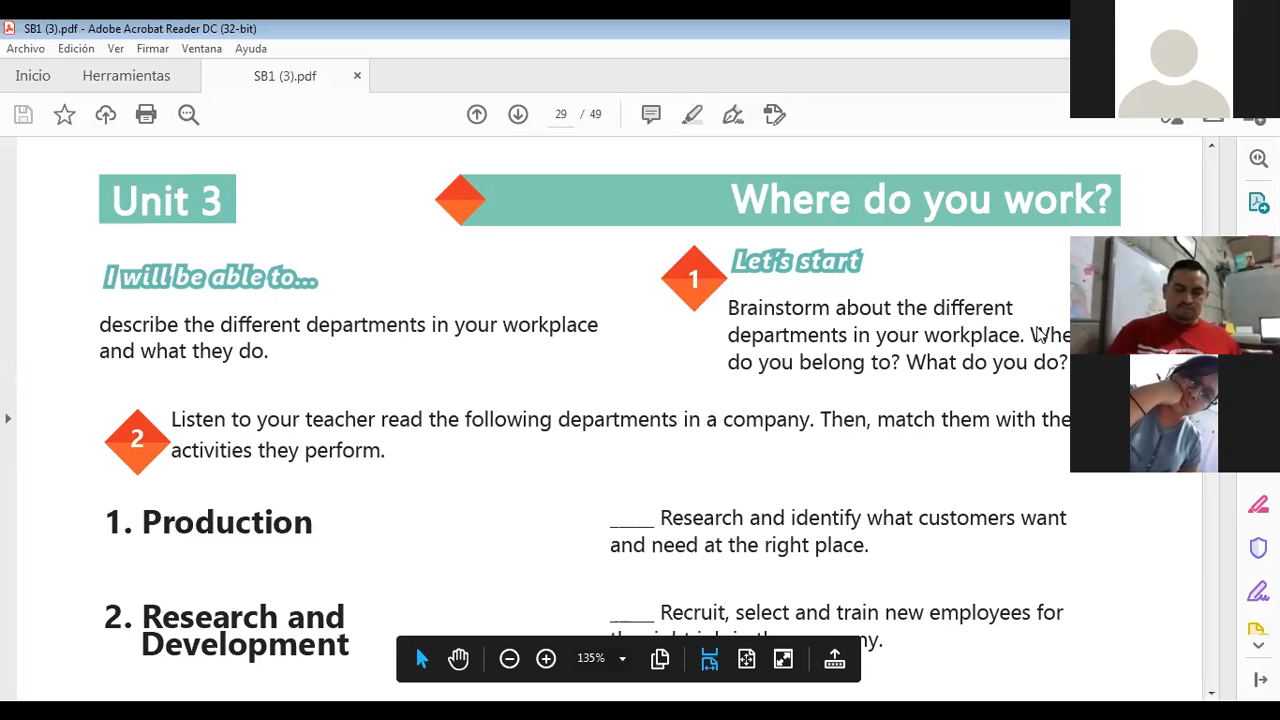 SB1 (3).pdf - Adobe Acrobat Reader DC (32-bit)
Archivo Edición Ver Firmar Ventana Ayuda
Inicio Herramientas SB1 (3).pdf ×
29 / 49
Unit 3
Where do you work?
I will be able to...
describe the different departments in your workplace
and what they do.
1
Let's start
Brainstorm about the different
departments in your workplace.
do you belong to? What do you do?
2
Listen to your teacher read the following departments in a company. Then, match them with the
activities they perform.
1. Production
_____ Research and identify what customers want
and need at the right place.
2. Research and
Development
_____ Recruit, select and train new employees for
135%